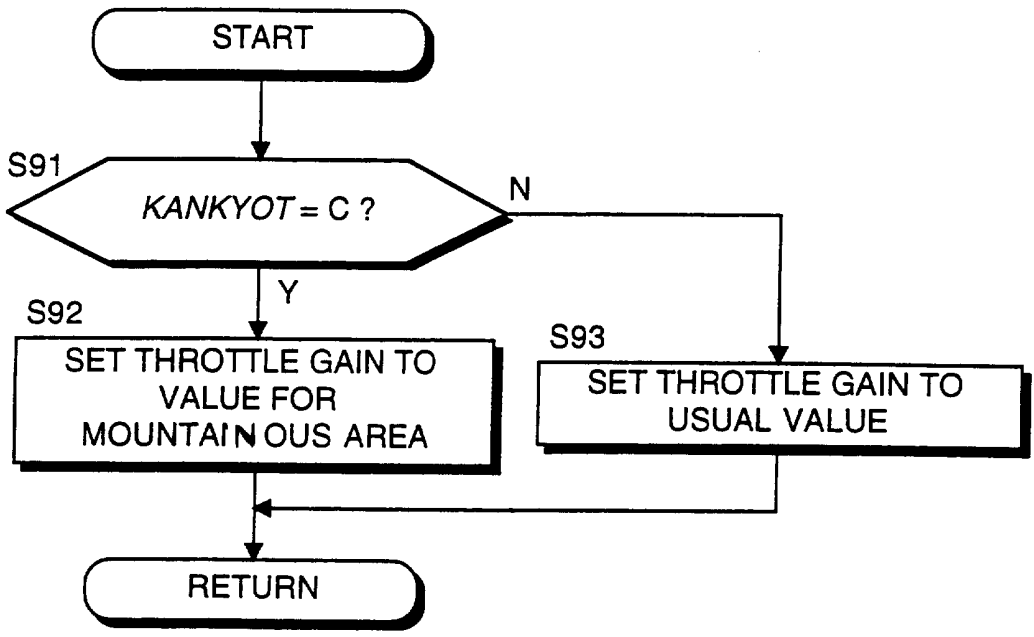 START
S91
KANKYOT = C ?
N
Y
S92
SET THROTTLE GAIN TO
VALUE FOR
MOUNTAINOUS AREA
S93
SET THROTTLE GAIN TO
USUAL VALUE
RETURN